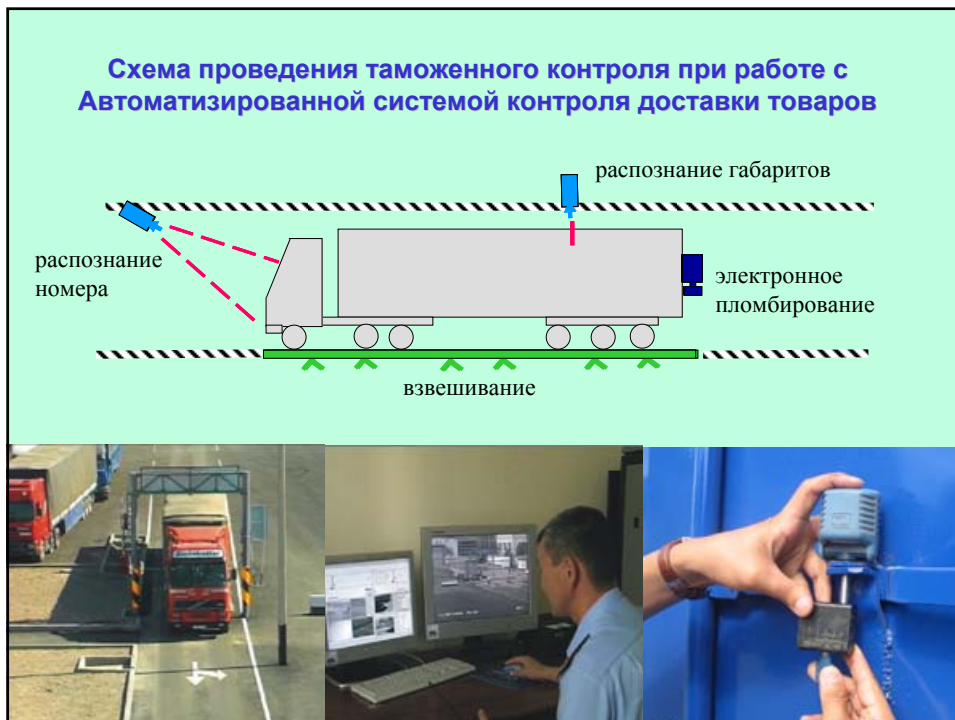 Схема проведения таможенного контроля при работе с
Автоматизированной системой контроля доставки товаров
распознание габаритов
распознание
номера
электронное
пломбирование
взвешивание